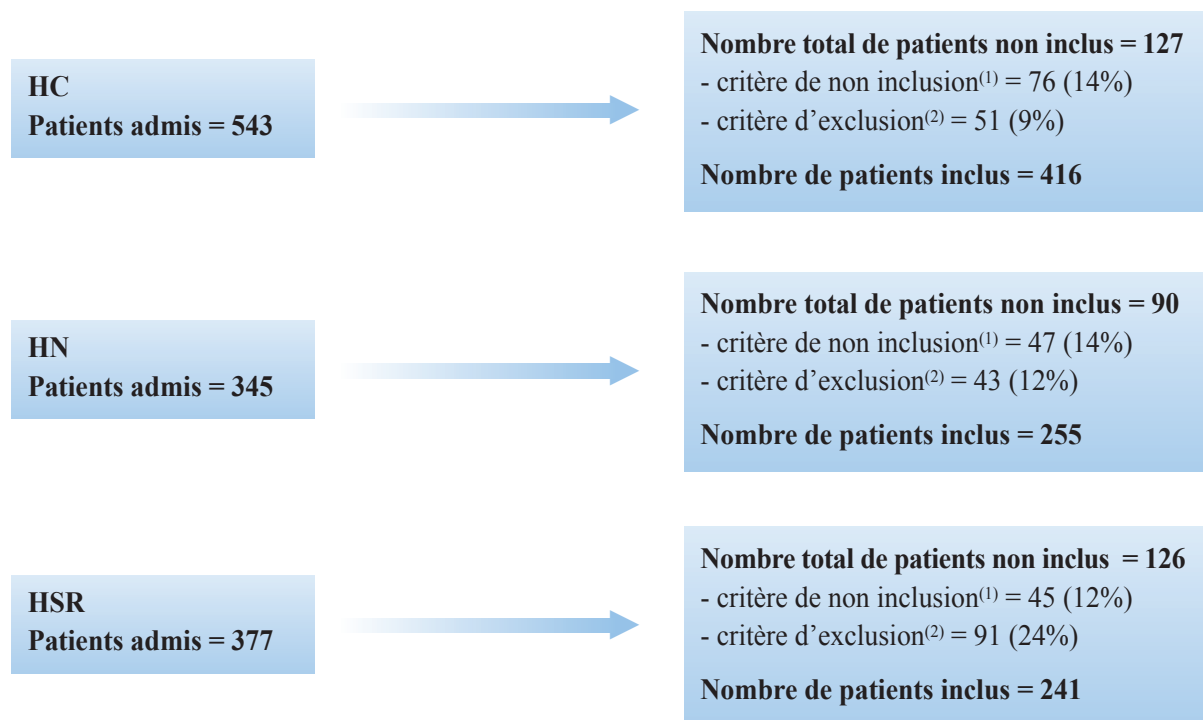 HC
Patients admis = 543
Nombre total de patients non inclus = 127
- critère de non inclusion(1) = 76 (14%)
- critère d’exclusion(2) = 51 (9%)
Nombre de patients inclus = 416
HN
Patients admis = 345
Nombre total de patients non inclus = 90
- critère de non inclusion(1) = 47 (14%)
- critère d’exclusion(2) = 43 (12%)
Nombre de patients inclus = 255
HSR
Patients admis = 377
Nombre total de patients non inclus = 126
- critère de non inclusion(1) = 45 (12%)
- critère d’exclusion(2) = 91 (24%)
Nombre de patients inclus = 241